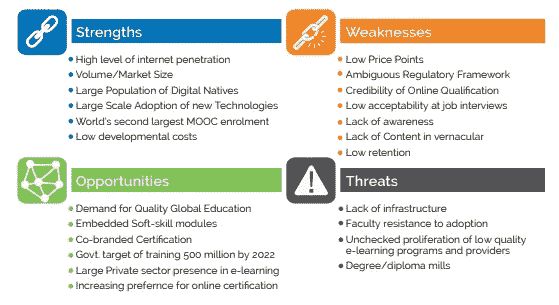 Strengths
High level of internet penetration
Volume/Market Size
Large Population of Digital Natives
Large Scale Adoption of new Technologies
World's second largest MOOC enrolment
Low developmental costs
Weaknesses
Low Price Points
Ambiguous Regulatory Framework
Credibility of Online Qualification
Low acceptability at job interviews
Lack of awareness
Lack of Content in vernacular
Low retention
Opportunities
Demand for Quality Global Education
Embedded Soft-skill modules
Co-branded Certification
Govt. target of training 500 million by 2022
Large Private sector presence in e-learning
Increasing prefernce for online certification
Threats
Lack of infrastructure
Faculty resistance to adoption
Unchecked proliferation of low quality
e-learning programs and providers
Degree/diploma mills